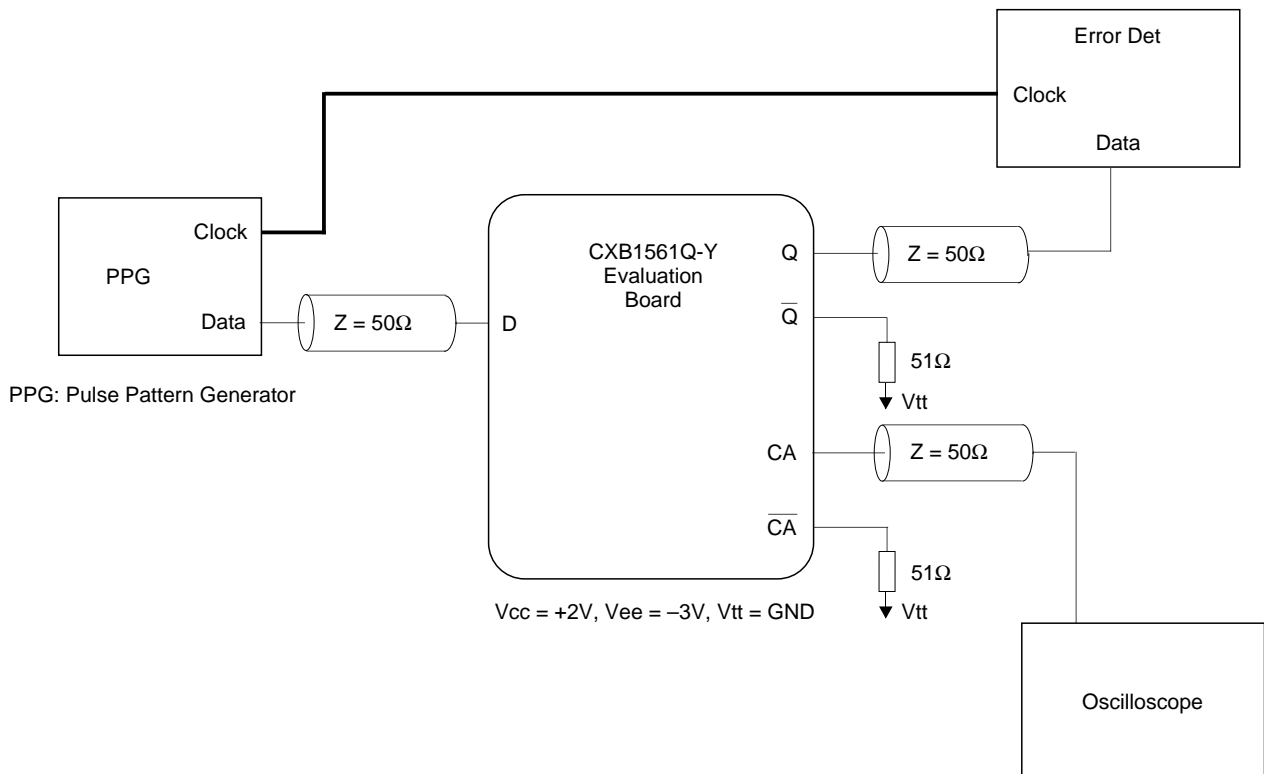 Error Det
Clock
Data
Clock
PPG
Data
Z = 50Ω
PPG: Pulse Pattern Generator
CXB1561Q-Y
Evaluation
Board
D
Q
Q̅
CA
C̅A̅
Z = 50Ω
51Ω
Vtt
Z = 50Ω
51Ω
Vtt
Vcc = +2V, Vee = –3V, Vtt = GND
Oscilloscope